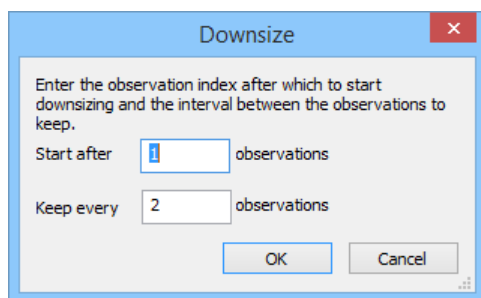 Downsize
Enter the observation index after which to start
downsizing and the interval between the observations to
keep.
Start after 1 observations
Keep every 2 observations
OK Cancel